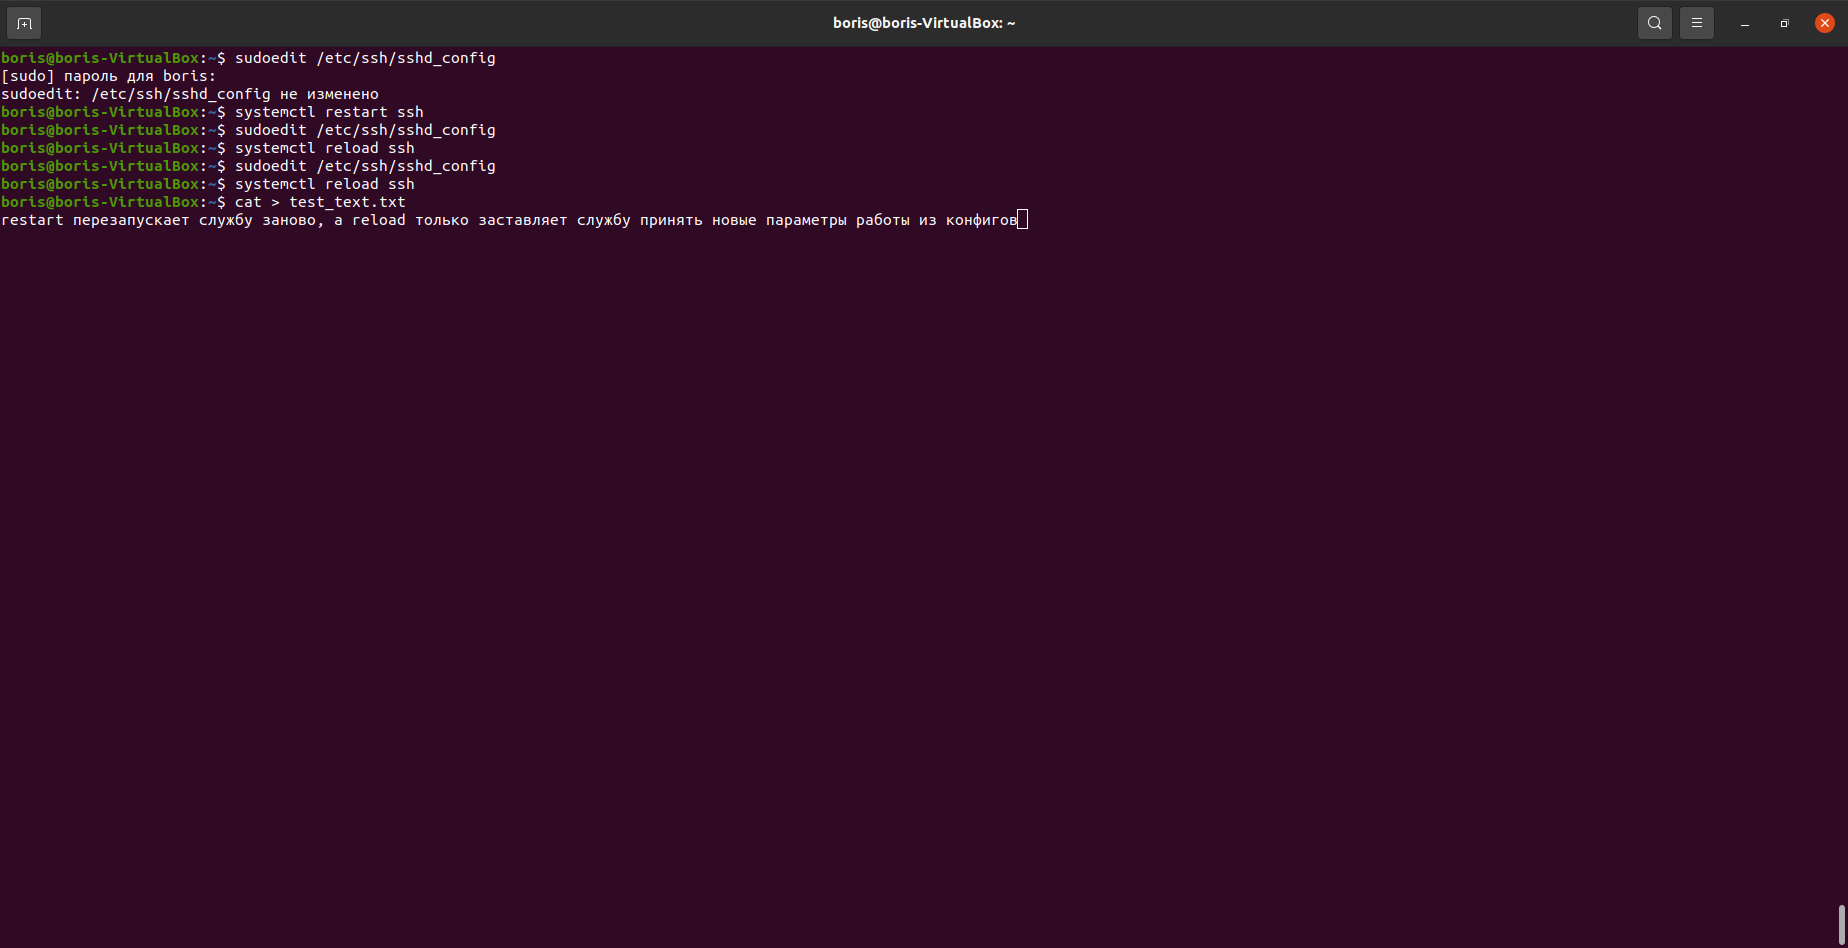 boris@boris-VirtualBox: ~
boris@boris-VirtualBox:~$ sudoedit /etc/ssh/sshd_config
[sudo] пароль для boris:
sudoedit: /etc/ssh/sshd_config не изменено
boris@boris-VirtualBox:~$ systemctl restart ssh
boris@boris-VirtualBox:~$ sudoedit /etc/ssh/sshd_config
boris@boris-VirtualBox:~$ systemctl reload ssh
boris@boris-VirtualBox:~$ sudoedit /etc/ssh/sshd_config
boris@boris-VirtualBox:~$ systemctl reload ssh
boris@boris-VirtualBox:~$ cat > test_text.txt
restart перезапускает службу заново, а reload только заставляет службу принять новые параметры работы из конфигов